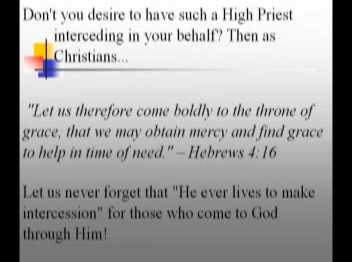 Don't you desire to have such a High Priest
interceding in your behalf? Then as
Christians...
"Let us therefore come boldly to the throne of
grace, that we may obtain mercy and find grace
to help in time of need." – Hebrews 4:16
Let us never forget that "He ever lives to make
intercession" for those who come to God
through Him!